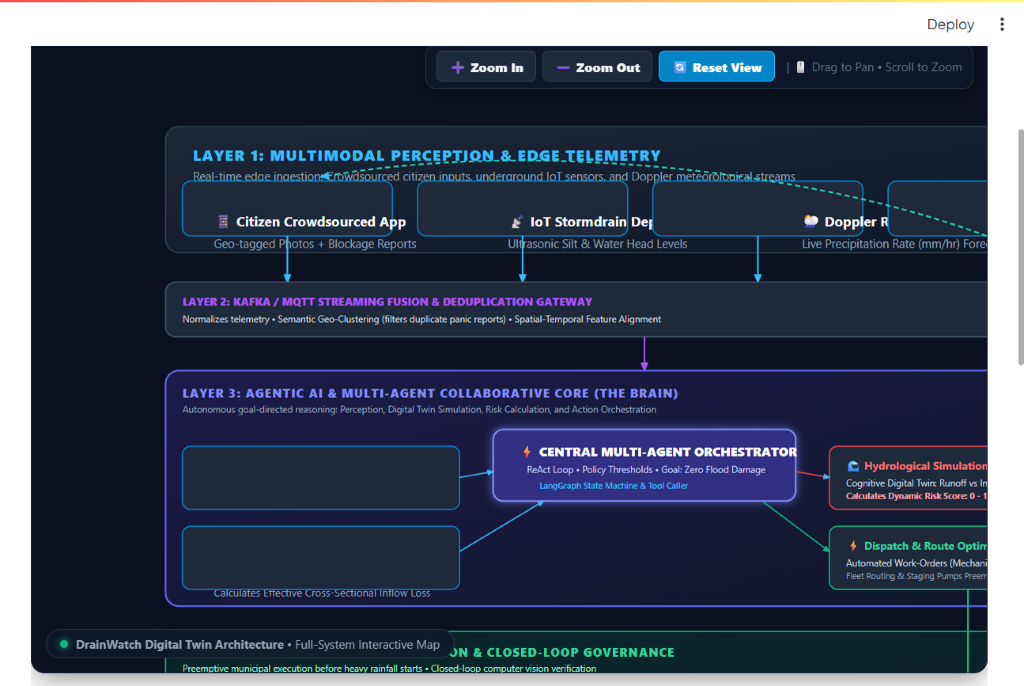 Deploy
Zoom In
Zoom Out
Reset View
| Drag to Pan • Scroll to Zoom
LAYER 1: MULTIMODAL PERCEPTION & EDGE TELEMETRY
Real-time edge ingestion: Crowdsourced citizen inputs, underground IoT sensors, and Doppler meteorological streams
Citizen Crowdsourced App
Geo-tagged Photos + Blockage Reports
IoT Stormdrain Dep
Ultrasonic Silt & Water Head Levels
Doppler R
Live Precipitation Rate (mm/hr) Fore
LAYER 2: KAFKA / MQTT STREAMING FUSION & DEDUPLICATION GATEWAY
Normalizes telemetry • Semantic Geo-Clustering (filters duplicate panic reports) • Spatial-Temporal Feature Alignment
LAYER 3: AGENTIC AI & MULTI-AGENT COLLABORATIVE CORE (THE BRAIN)
Autonomous goal-directed reasoning: Perception, Digital Twin Simulation, Risk Calculation, and Action Orchestration
CENTRAL MULTI-AGENT ORCHESTRATOR
ReAct Loop • Policy Thresholds • Goal: Zero Flood Damage
LangGraph State Machine & Tool Caller
Hydrological Simulation
Cognitive Digital Twin: Runoff vs In
Calculates Dynamic Risk Score: 0 - 1
Dispatch & Route Optim
Automated Work-Orders (Mechani
Fleet Routing & Staging Pumps Preem
Calculates Effective Cross-Sectional Inflow Loss
DrainWatch Digital Twin Architecture • Full-System Interactive Map
ON & CLOSED-LOOP GOVERNANCE
Preemptive municipal execution before heavy rainfall starts • Closed-loop computer vision verification